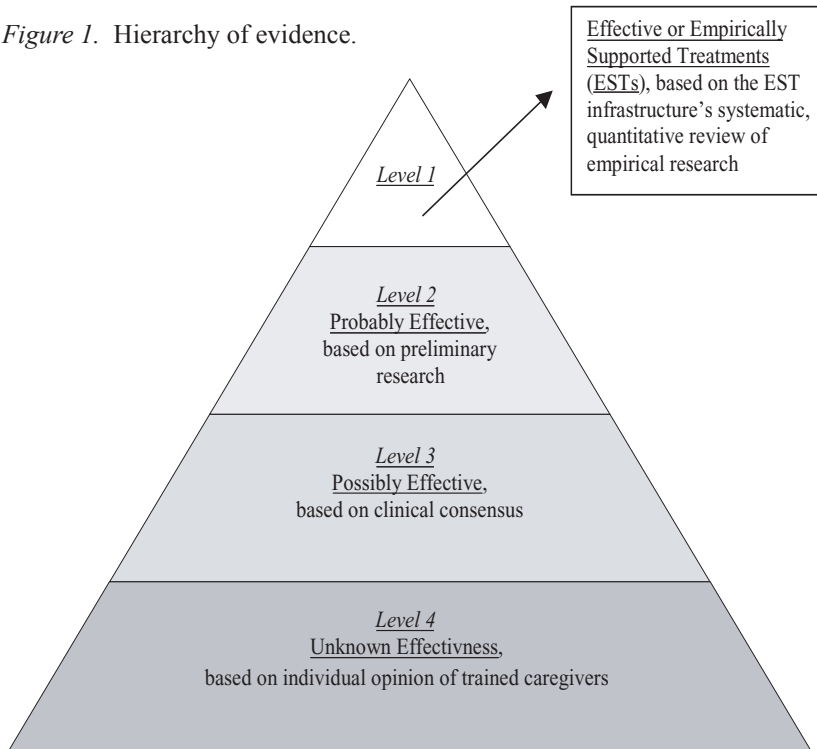 Figure 1. Hierarchy of evidence.
Effective or Empirically
Supported Treatments
(ESTs), based on the EST
infrastructure’s systematic,
quantitative review of
empirical research
Level 1
Level 2
Probably Effective,
based on preliminary
research
Level 3
Possibly Effective,
based on clinical consensus
Level 4
Unknown Effectivness,
based on individual opinion of trained caregivers